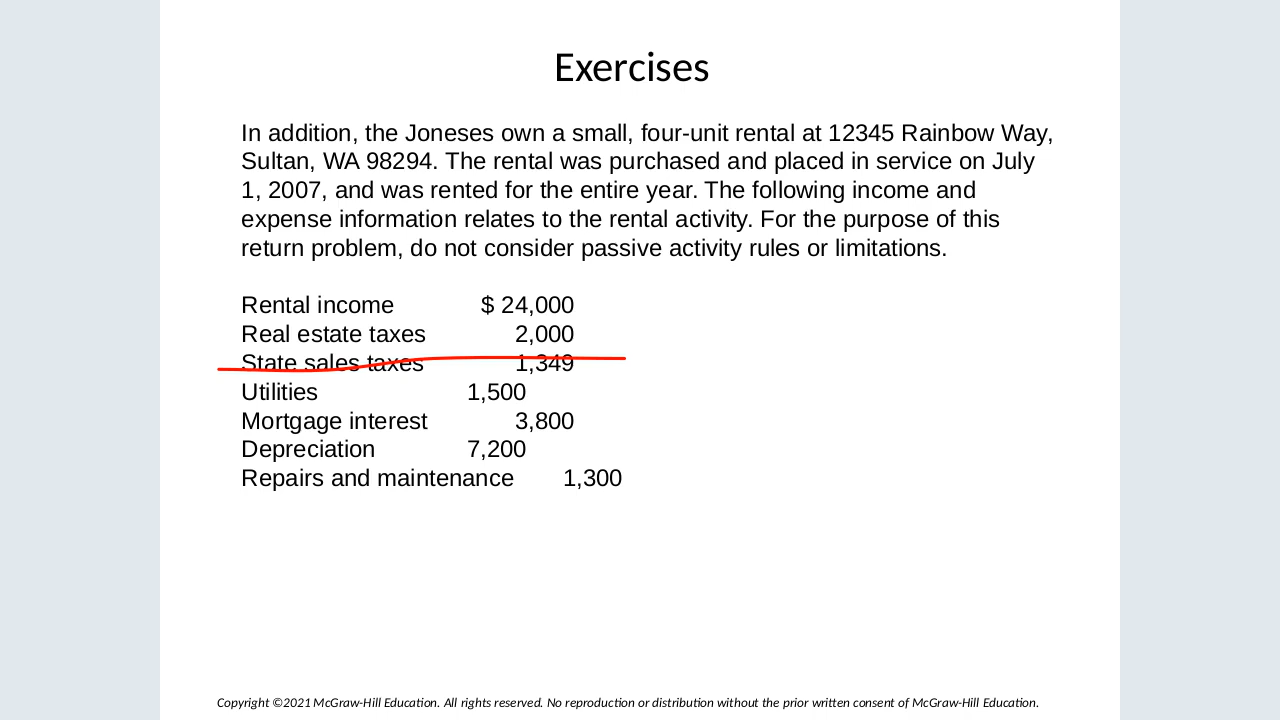 Exercises
In addition, the Joneses own a small, four-unit rental at 12345 Rainbow Way,
Sultan, WA 98294. The rental was purchased and placed in service on July
1, 2007, and was rented for the entire year. The following income and
expense information relates to the rental activity. For the purpose of this
return problem, do not consider passive activity rules or limitations.
Rental income $ 24,000
Real estate taxes 2,000
State sales taxes 1,349
Utilities 1,500
Mortgage interest 3,800
Depreciation 7,200
Repairs and maintenance 1,300
Copyright ©2021 McGraw-Hill Education. All rights reserved. No reproduction or distribution without the prior written consent of McGraw-Hill Education.